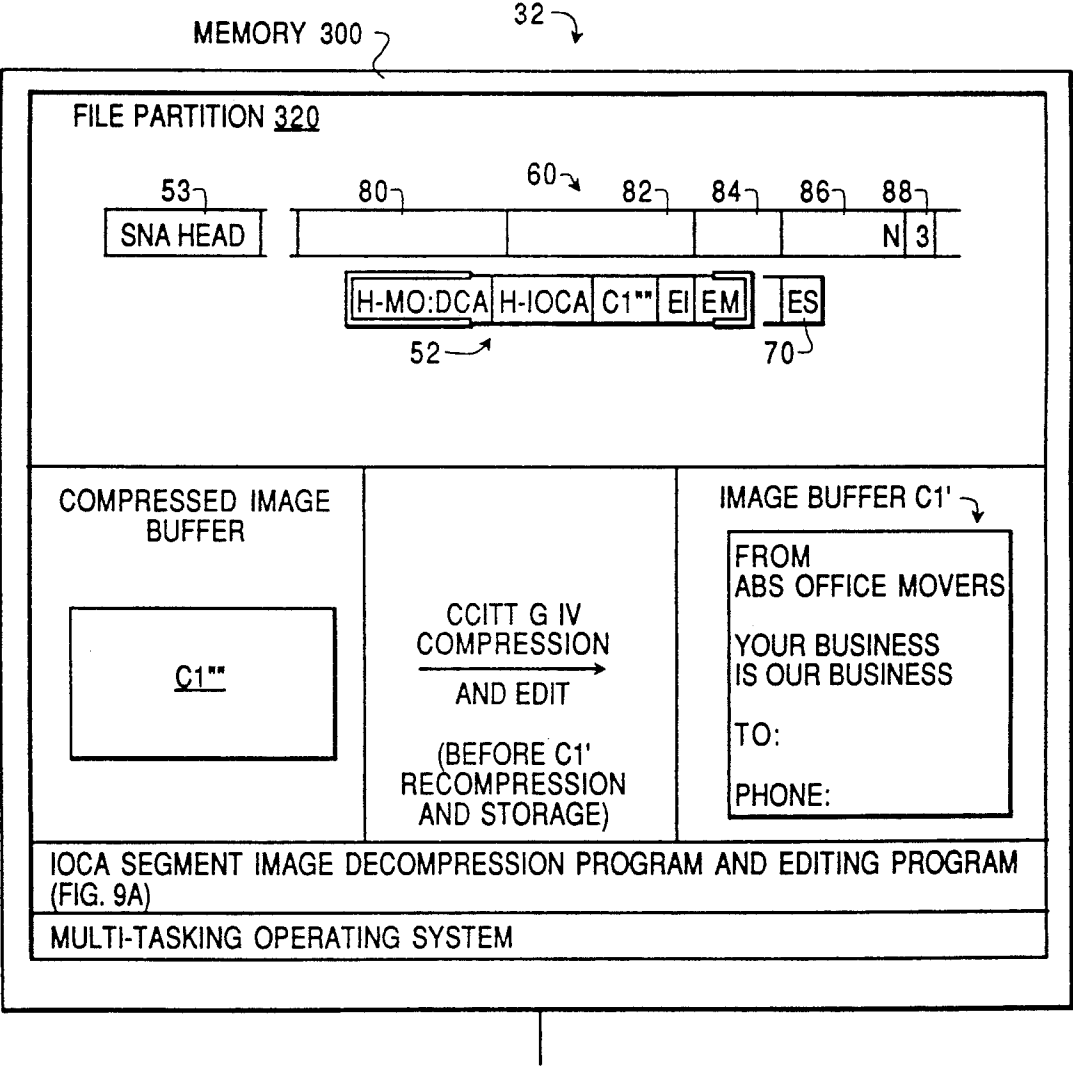 32
MEMORY 300
FILE PARTITION 320
53 80 60 82 84 86 88
SNA HEAD N 3
H-MO:DCA H-IOCA C1"" EI EM ES
52 70
COMPRESSED IMAGE
BUFFER
C1""
CCITT G IV
COMPRESSION
AND EDIT
(BEFORE C1'
RECOMPRESSION
AND STORAGE)
IMAGE BUFFER C1'
FROM
ABS OFFICE MOVERS
YOUR BUSINESS
IS OUR BUSINESS
TO:
PHONE:
IOCA SEGMENT IMAGE DECOMPRESSION PROGRAM AND EDITING PROGRAM
(FIG. 9A)
MULTI-TASKING OPERATING SYSTEM